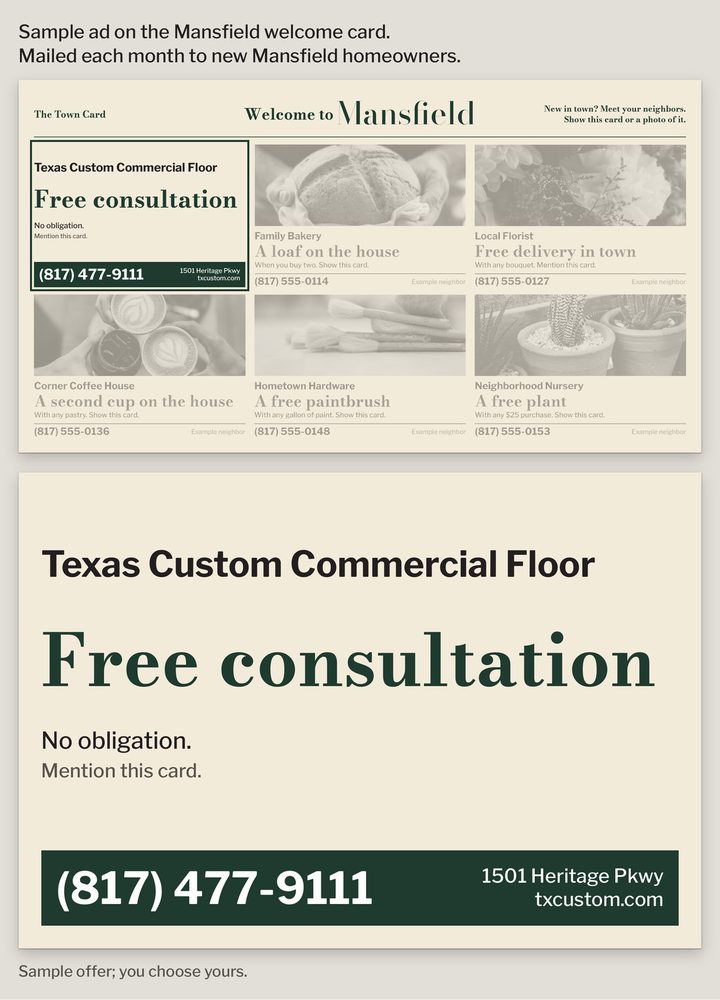 Sample ad on the Mansfield welcome card.
Mailed each month to new Mansfield homeowners.
The Town Card
Welcome to Mansfield
New in town? Meet your neighbors.
Show this card or a photo of it.
Texas Custom Commercial Floor
Free consultation
No obligation.
Mention this card.
(817) 477-9111
1501 Heritage Pkwy
txcustom.com
Family Bakery
A loaf on the house
When you buy two. Show this card.
(817) 555-0114
Example neighbor
Local Florist
Free delivery in town
With any bouquet. Mention this card.
(817) 555-0127
Example neighbor
Corner Coffee House
A second cup on the house
With any pastry. Show this card.
(817) 555-0136
Example neighbor
Hometown Hardware
A free paintbrush
With any gallon of paint. Show this card.
(817) 555-0148
Example neighbor
Neighborhood Nursery
A free plant
With any $25 purchase. Show this card.
(817) 555-0153
Example neighbor
Texas Custom Commercial Floor
Free consultation
No obligation.
Mention this card.
(817) 477-9111
1501 Heritage Pkwy
txcustom.com
Sample offer; you choose yours.